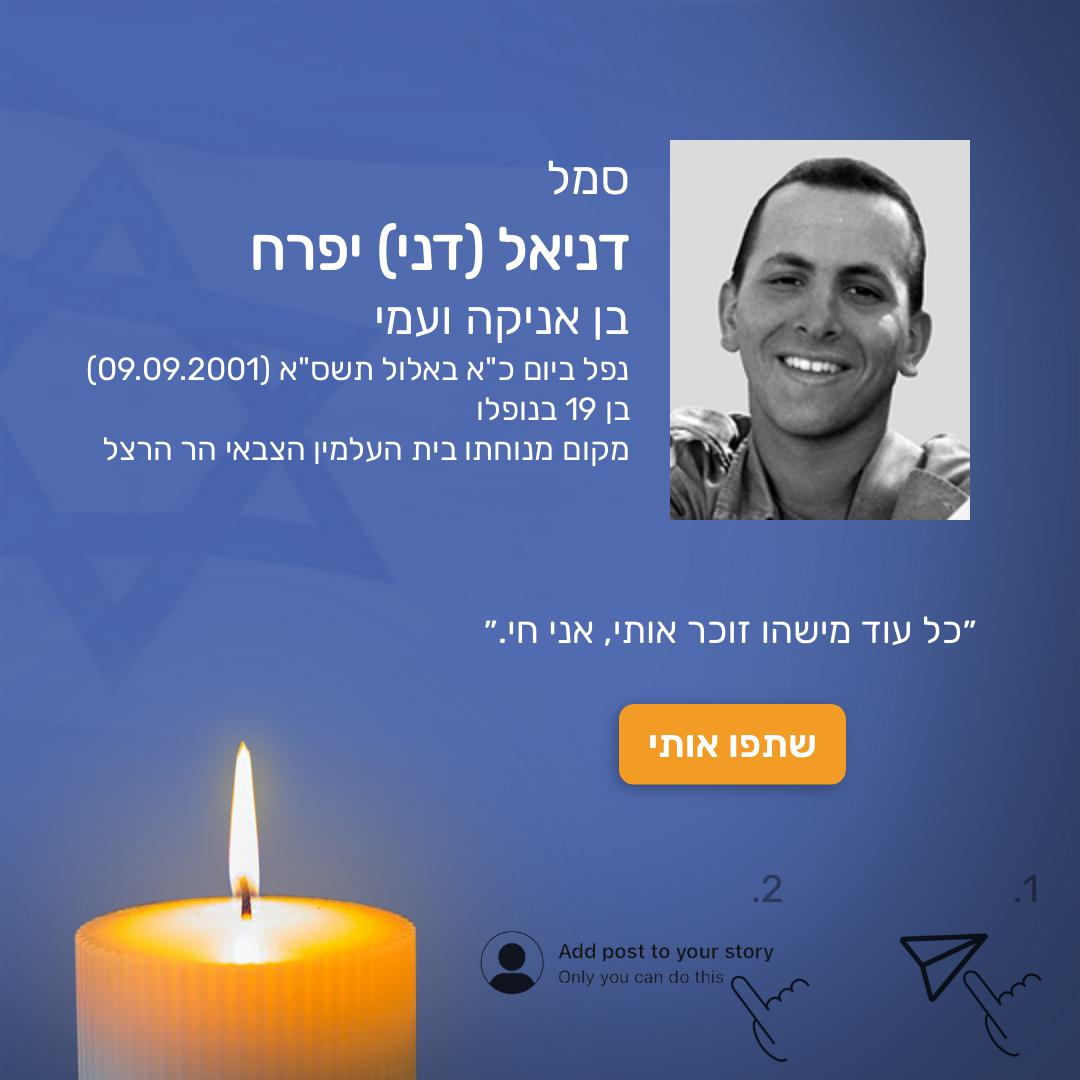 סמל
דניאל (דני) יפרח
בן אניקה ועמי
נפל ביום כ"א באלול תשס"א (09.09.2001)
בן 19 בנופלו
מקום מנוחתו בית העלמין הצבאי הר הרצל
״כל עוד מישהו זוכר אותי, אני חי.״
שתפו אותי
1.
2.
Add post to your story
Only you can do this